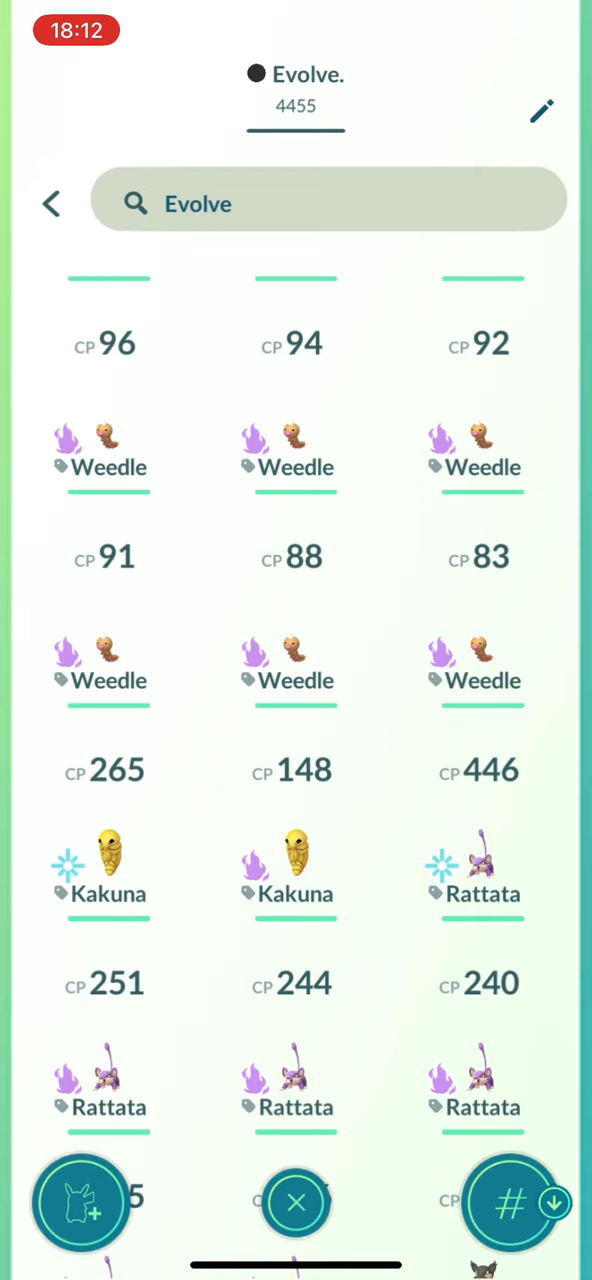 18:12
Evolve.
4455
Evolve
CP 96 CP 94 CP 92
Weedle Weedle Weedle
CP 91 CP 88 CP 83
Weedle Weedle Weedle
CP 265 CP 148 CP 446
Kakuna Kakuna Rattata
CP 251 CP 244 CP 240
Rattata Rattata Rattata
5 CP
#